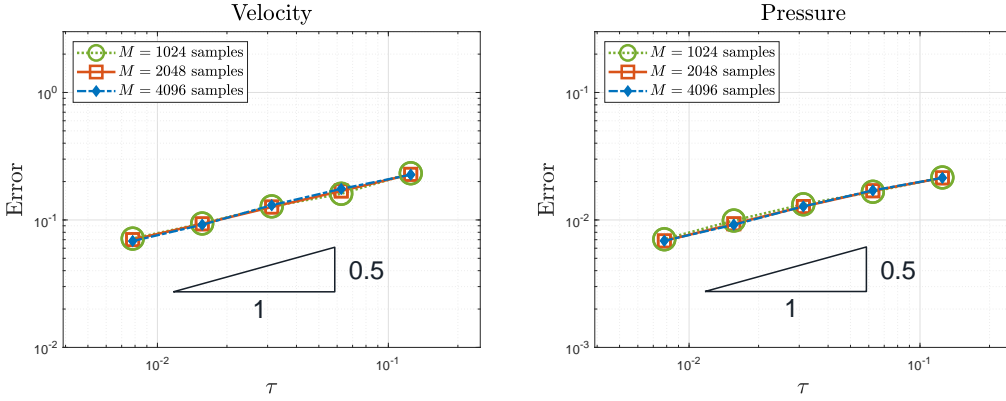 Velocity
M = 1024 samples
M = 2048 samples
M = 4096 samples
10^0
10^-1
10^-2
Error
0.5
1
10^-2
10^-1
τ
Pressure
M = 1024 samples
M = 2048 samples
M = 4096 samples
10^-1
10^-2
10^-3
Error
0.5
1
10^-2
10^-1
τ